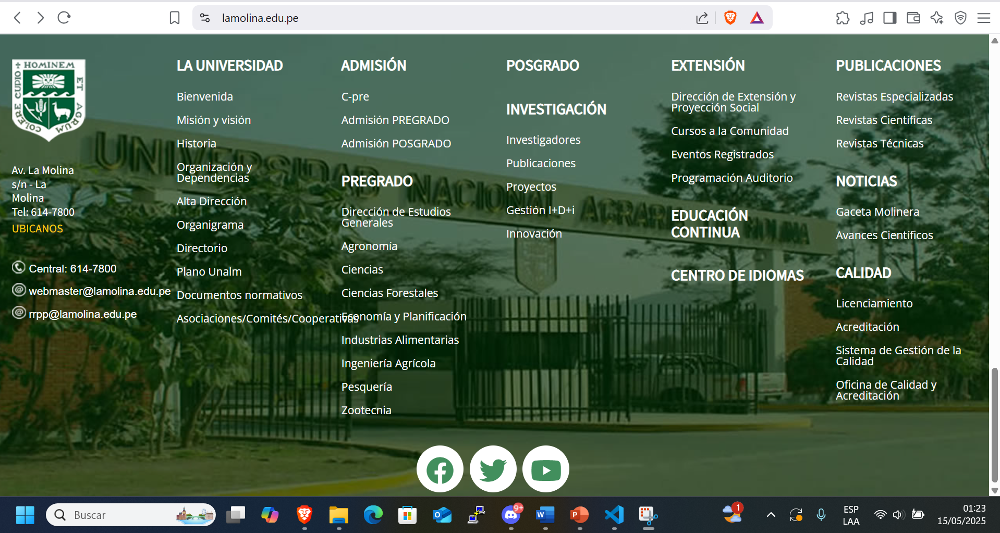 lamolina.edu.pe
HOMINEM
ET
AGRUM
COLERE
CUPIO
Av. La Molina
s/n - La
Molina
Tel: 614-7800
UBICANOS
Central: 614-7800
webmaster@lamolina.edu.pe
rrpp@lamolina.edu.pe
LA UNIVERSIDAD
Bienvenida
Misión y visión
Historia
Organización y
Dependencias
Alta Dirección
Organigrama
Directorio
Plano Unalm
Documentos normativos
Asociaciones/Comités/Cooperativas
ADMISIÓN
C-pre
Admisión PREGRADO
Admisión POSGRADO
PREGRADO
Dirección de Estudios
Generales
Agronomía
Ciencias
Ciencias Forestales
Economía y Planificación
Industrias Alimentarias
Ingeniería Agrícola
Pesquería
Zootecnia
POSGRADO
INVESTIGACIÓN
Investigadores
Publicaciones
Proyectos
Gestión I+D+i
Innovación
EXTENSIÓN
Dirección de Extensión y
Proyección Social
Cursos a la Comunidad
Eventos Registrados
Programación Auditorio
EDUCACIÓN
CONTINUA
CENTRO DE IDIOMAS
PUBLICACIONES
Revistas Especializadas
Revistas Científicas
Revistas Técnicas
NOTICIAS
Gaceta Molinera
Avances Científicos
CALIDAD
Licenciamiento
Acreditación
Sistema de Gestión de la
Calidad
Oficina de Calidad y
Acreditación
UNIVERSIDAD NACIONAL AGRARIA LA MOLINA
Buscar
9+
1
ESP
LAA
01:23
15/05/2025